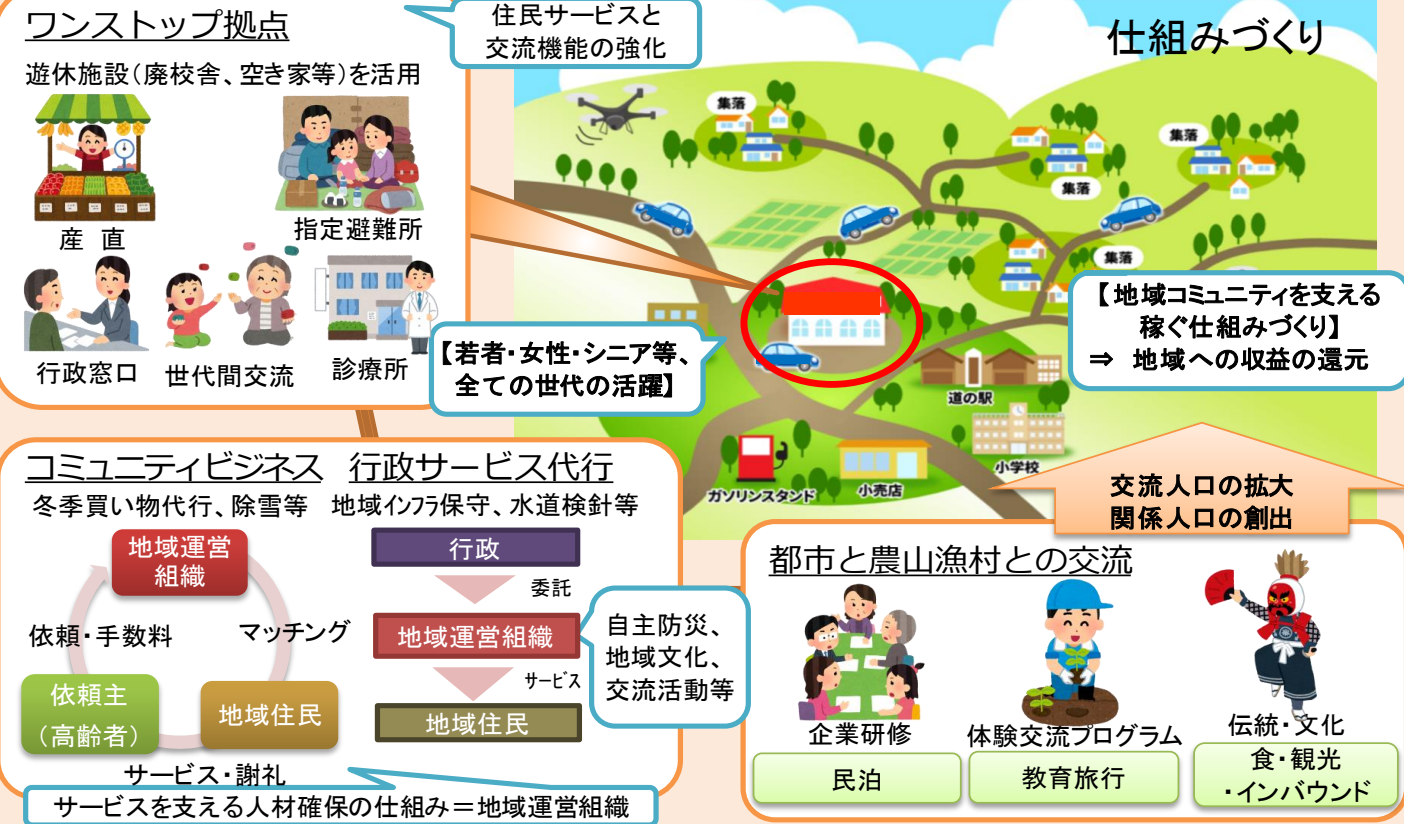 ワンストップ拠点
遊休施設(廃校舎、空き家等)を活用
産 直
指定避難所
行政窓口
世代間交流
診療所
住民サービスと
交流機能の強化
仕組みづくり
集落
集落
集落
集落
【若者・女性・シニア等、
全ての世代の活躍】
【地域コミュニティを支える
稼ぐ仕組みづくり】
⇒ 地域への収益の還元
道の駅
小学校
ガソリンスタンド
小売店
交流人口の拡大
関係人口の創出
コミュニティビジネス
冬季買い物代行、除雪等
地域運営
組織
依頼・手数料
マッチング
依頼主
(高齢者)
地域住民
サービス・謝礼
行政サービス代行
地域インフラ保守、水道検針等
行政
委託
地域運営組織
サービス
地域住民
自主防災、
地域文化、
交流活動等
サービスを支える人材確保の仕組み=地域運営組織
都市と農山漁村との交流
企業研修
体験交流プログラム
伝統・文化
民泊
教育旅行
食・観光
・インバウンド